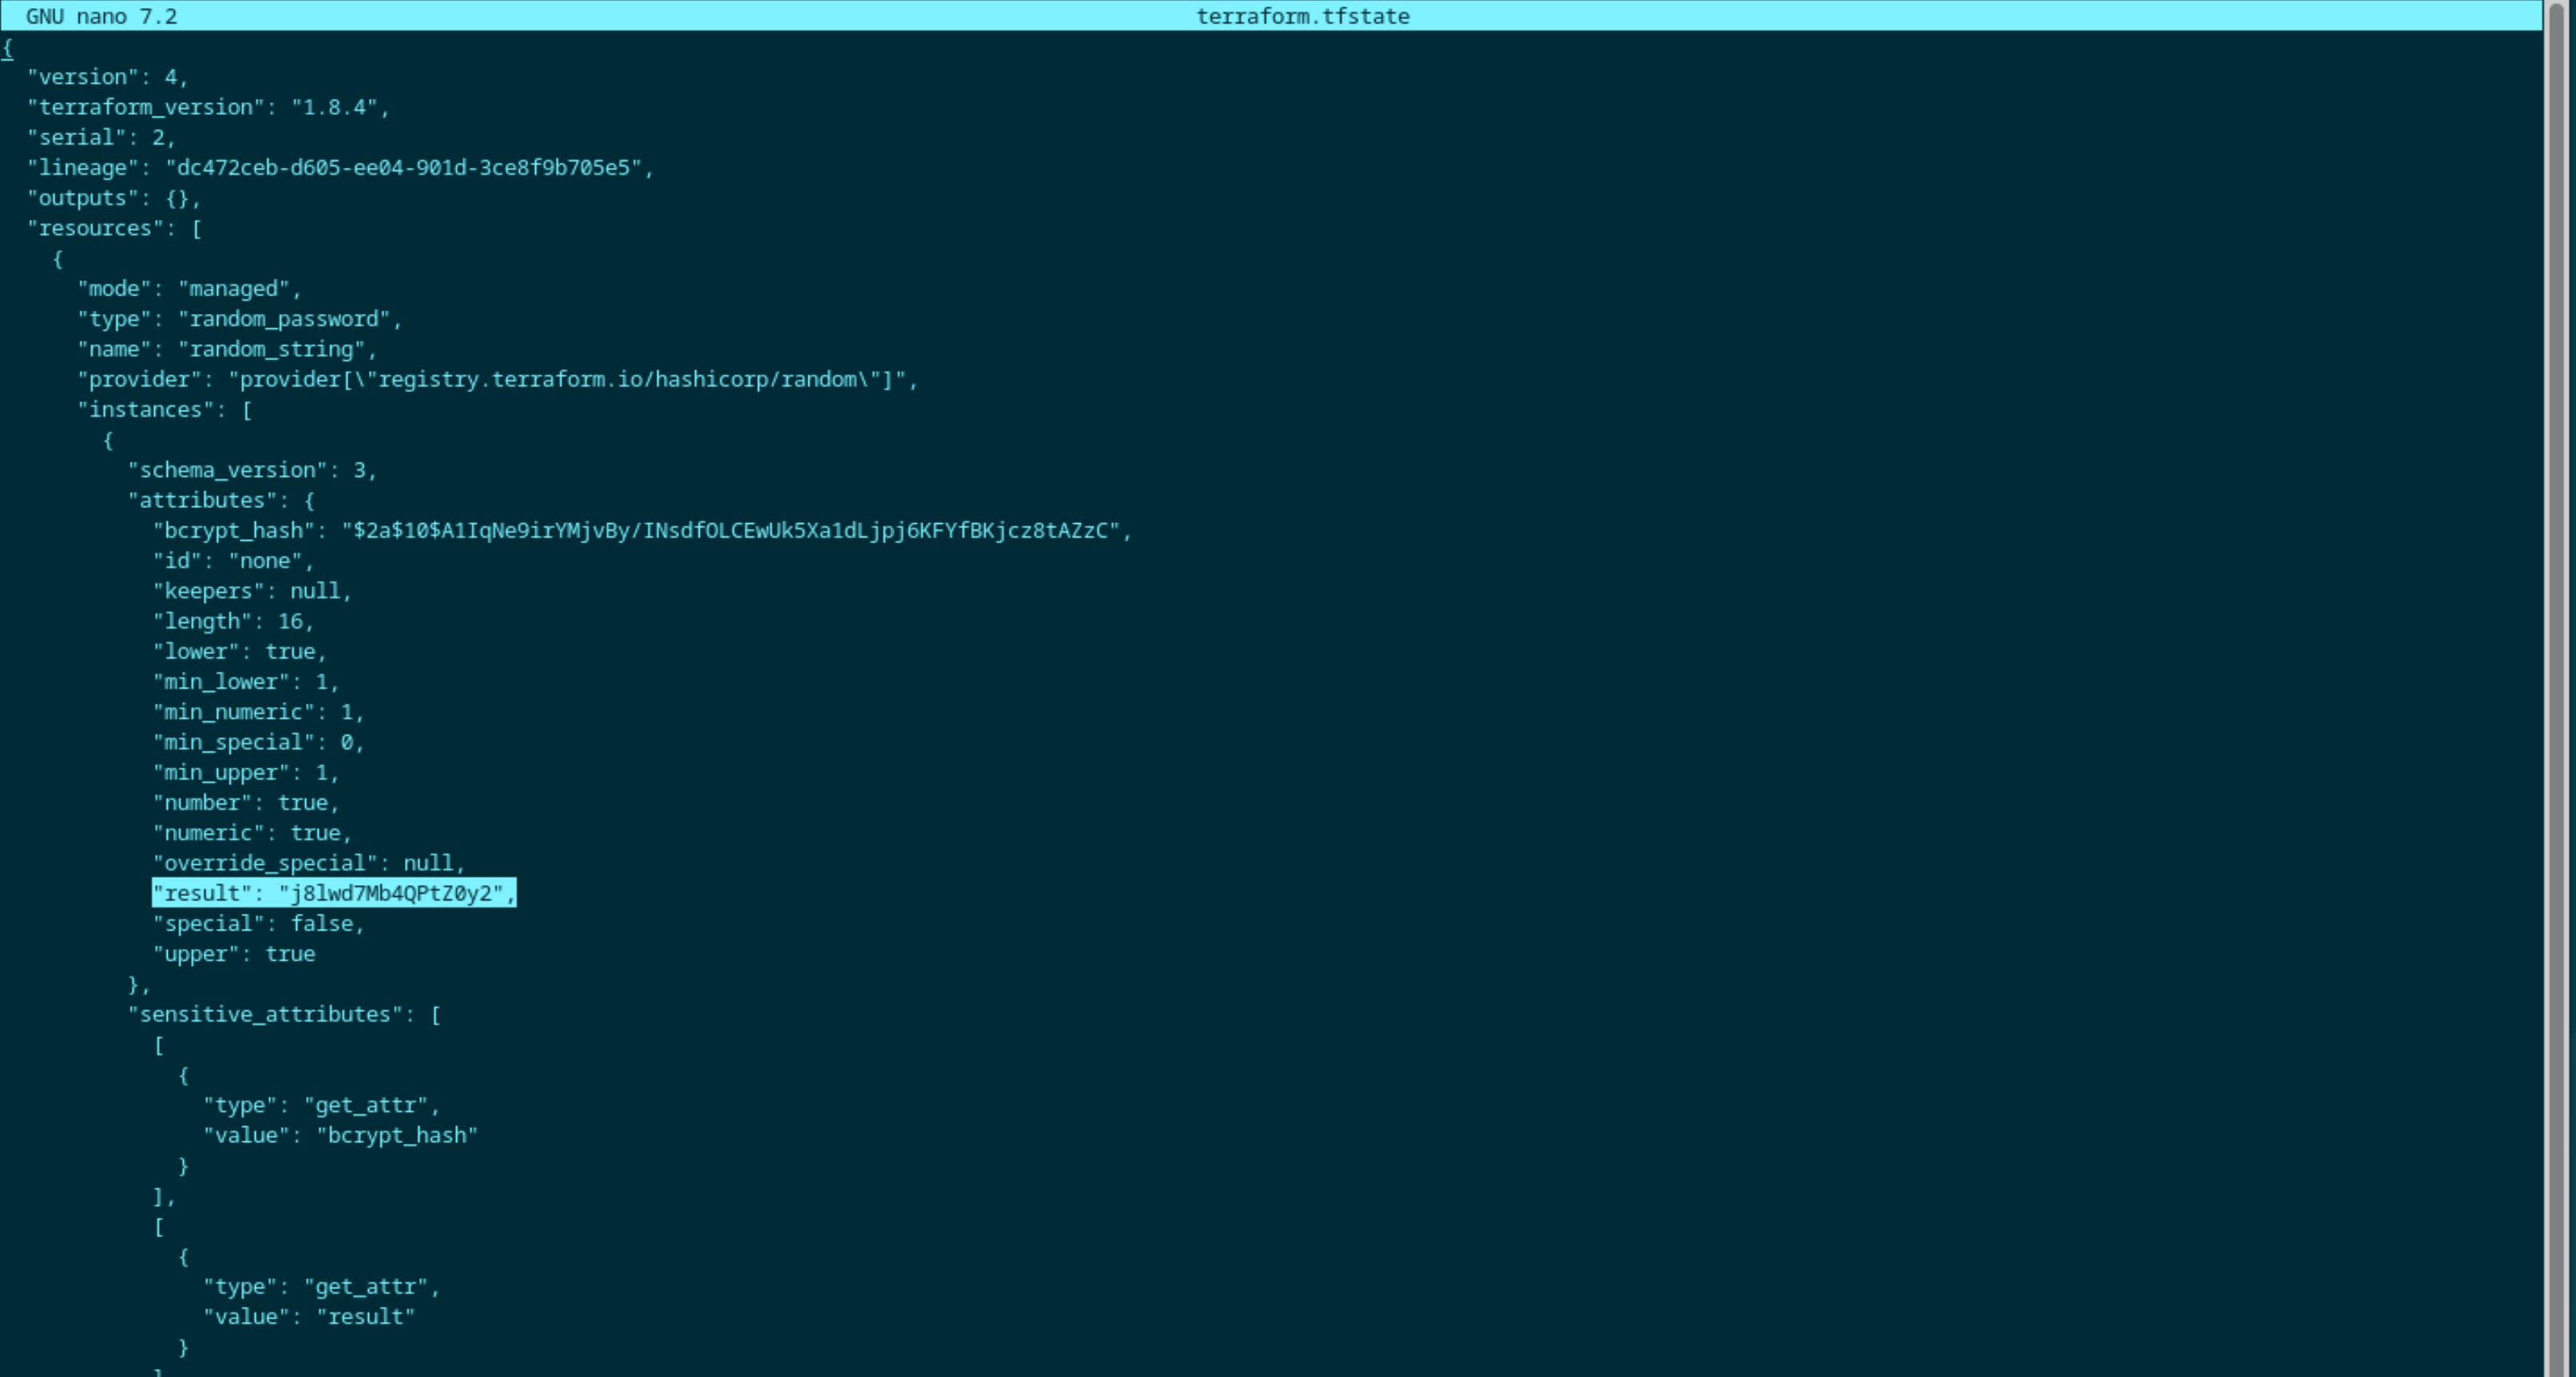 GNU nano 7.2 terraform.tfstate
{
  "version": 4,
  "terraform_version": "1.8.4",
  "serial": 2,
  "lineage": "dc472ceb-d605-ee04-901d-3ce8f9b705e5",
  "outputs": {},
  "resources": [
    {
      "mode": "managed",
      "type": "random_password",
      "name": "random_string",
      "provider": "provider[\"registry.terraform.io/hashicorp/random\"]",
      "instances": [
        {
          "schema_version": 3,
          "attributes": {
            "bcrypt_hash": "$2a$10$A1IqNe9irYMjvBy/INsdfOLCEwUk5Xa1dLjpj6KFYfBKjcz8tAZzC",
            "id": "none",
            "keepers": null,
            "length": 16,
            "lower": true,
            "min_lower": 1,
            "min_numeric": 1,
            "min_special": 0,
            "min_upper": 1,
            "number": true,
            "numeric": true,
            "override_special": null,
            "result": "j8lwd7Mb4QPtZ0y2",
            "special": false,
            "upper": true
          },
          "sensitive_attributes": [
            [
              {
                "type": "get_attr",
                "value": "bcrypt_hash"
              }
            ],
            [
              {
                "type": "get_attr",
                "value": "result"
              }
            ]